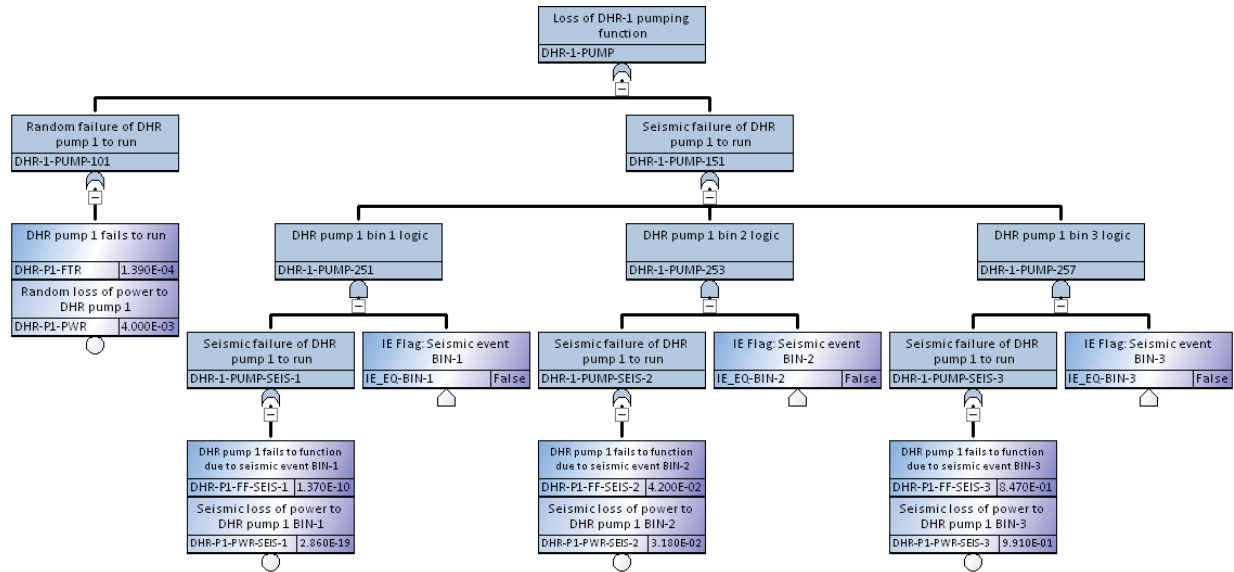 Loss of DHR-1 pumping
function
DHR-1-PUMP
Random failure of DHR
pump 1 to run
DHR-1-PUMP-101
Seismic failure of DHR
pump 1 to run
DHR-1-PUMP-151
DHR pump 1 fails to run
DHR-P1-FTR 1.390E-04
Random loss of power to
DHR pump 1
DHR-P1-PWR 4.000E-03
DHR pump 1 bin 1 logic
DHR-1-PUMP-251
DHR pump 1 bin 2 logic
DHR-1-PUMP-253
DHR pump 1 bin 3 logic
DHR-1-PUMP-257
Seismic failure of DHR
pump 1 to run
DHR-1-PUMP-SEIS-1
IE Flag: Seismic event
BIN-1
IE_EQ-BIN-1 False
Seismic failure of DHR
pump 1 to run
DHR-1-PUMP-SEIS-2
IE Flag: Seismic event
BIN-2
IE_EQ-BIN-2 False
Seismic failure of DHR
pump 1 to run
DHR-1-PUMP-SEIS-3
IE Flag: Seismic event
BIN-3
IE_EQ-BIN-3 False
DHR pump 1 fails to function
due to seismic event BIN-1
DHR-P1-FF-SEIS-1 1.370E-10
Seismic loss of power to
DHR pump 1 BIN-1
DHR-P1-PWR-SEIS-1 2.860E-19
DHR pump 1 fails to function
due to seismic event BIN-2
DHR-P1-FF-SEIS-2 4.200E-02
Seismic loss of power to
DHR pump 1 BIN-2
DHR-P1-PWR-SEIS-2 3.180E-02
DHR pump 1 fails to function
due to seismic event BIN-3
DHR-P1-FF-SEIS-3 8.470E-01
Seismic loss of power to
DHR pump 1 BIN-3
DHR-P1-PWR-SEIS-3 9.910E-01